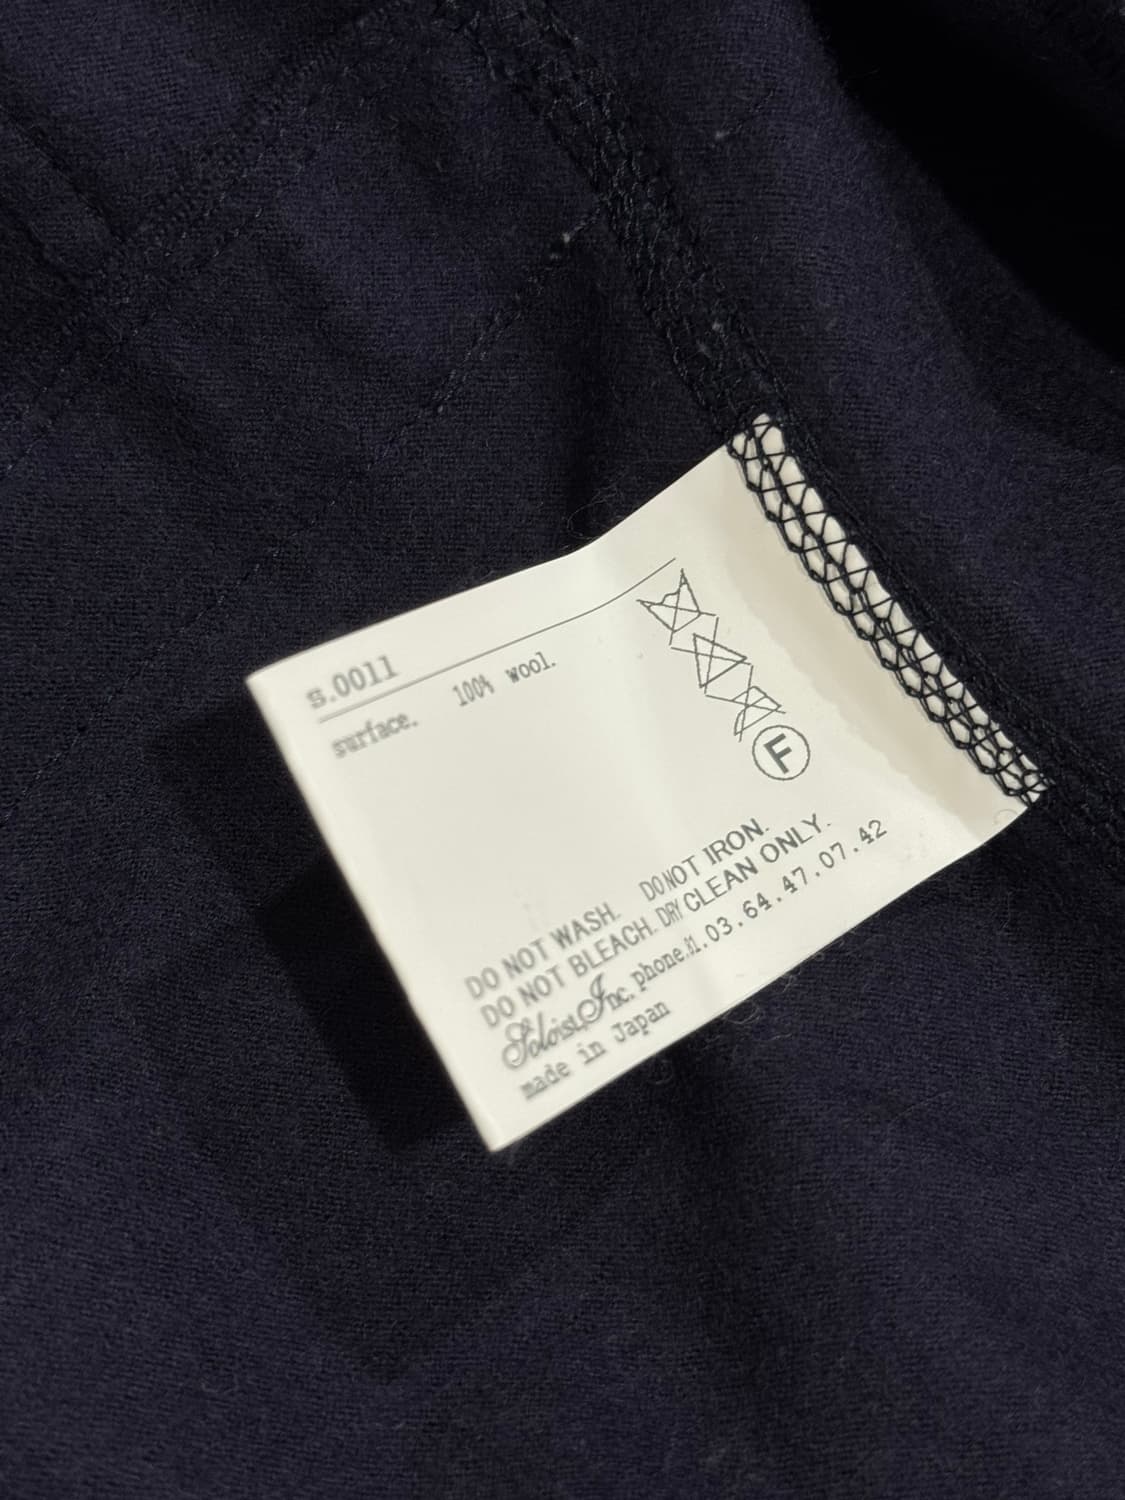 s.0011
surface. 100% wool.
F
DO NOT WASH. DO NOT IRON.
DO NOT BLEACH. DRY CLEAN ONLY.
Soloist, Inc. phone.81.03.64.47.07.42
made in Japan